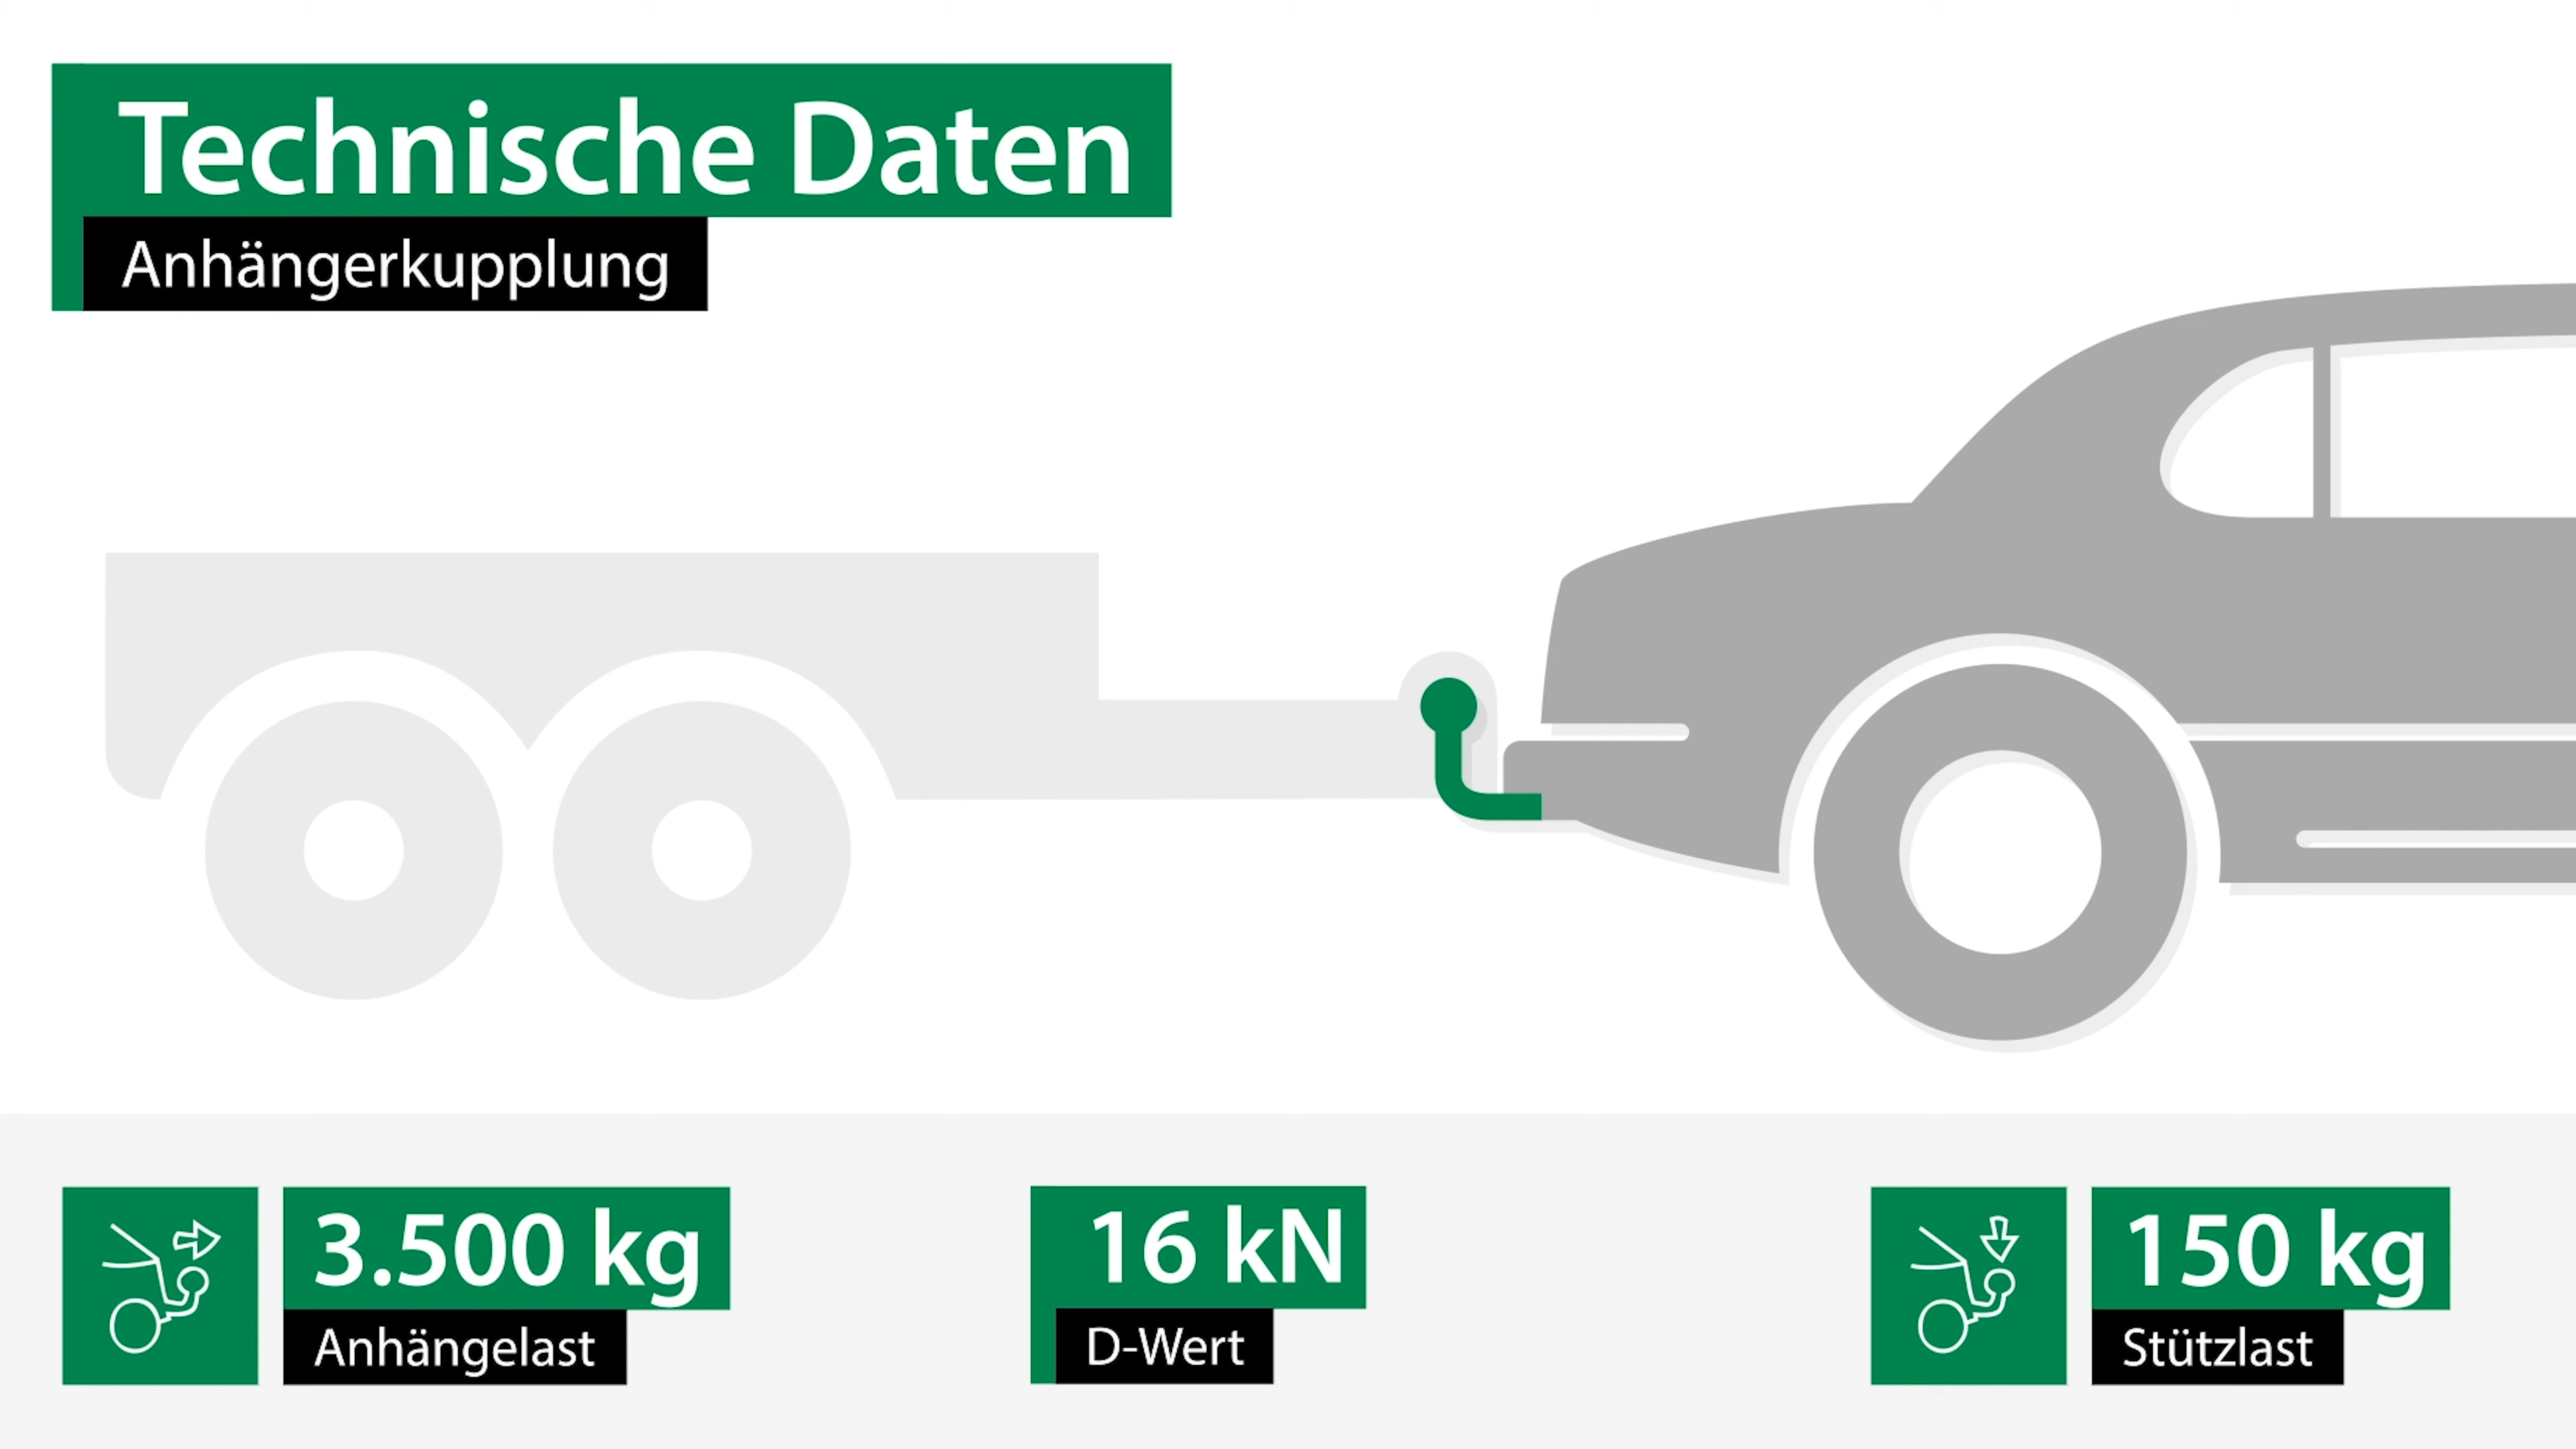 Technische Daten
Anhängerkupplung
3.500 kg
Anhängelast
16 kN
D-Wert
150 kg
Stützlast